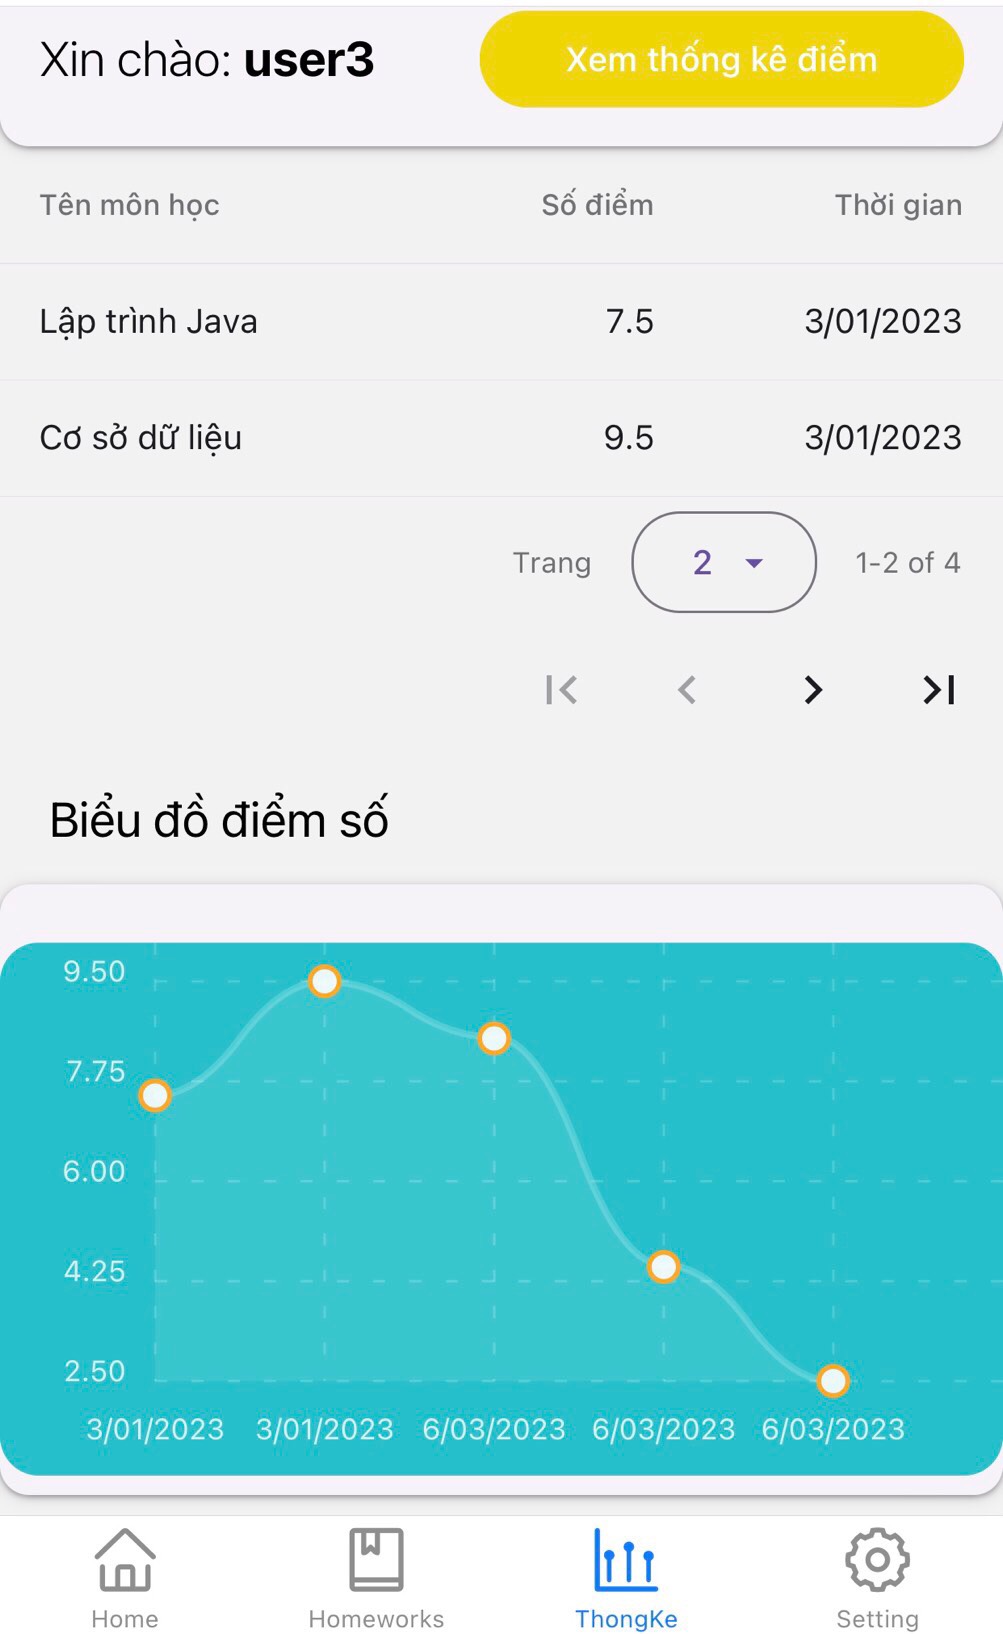 Xin chào: user3
Xem thống kê điểm
Tên môn học Số điểm Thời gian
Lập trình Java 7.5 3/01/2023
Cơ sở dữ liệu 9.5 3/01/2023
Trang 2 1-2 of 4
Biểu đồ điểm số
9.50
7.75
6.00
4.25
2.50
3/01/2023 3/01/2023 6/03/2023 6/03/2023 6/03/2023
Home Homeworks ThongKe Setting